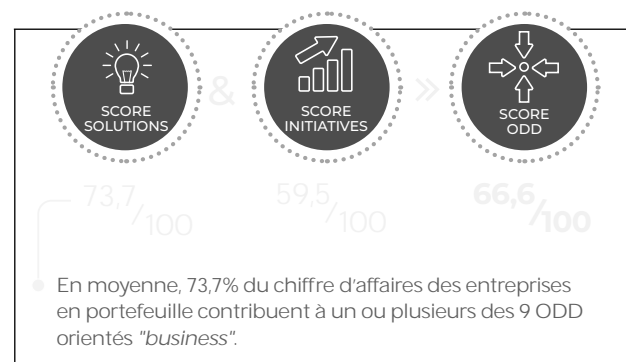 SCORE
SOLUTIONS
&
SCORE
INITIATIVES
»
SCORE
ODD
73,7/100
59,5/100
66,6/100
En moyenne, 73,7% du chiffre d'affaires des entreprises
en portefeuille contribuent à un ou plusieurs des 9 ODD
orientés "business".